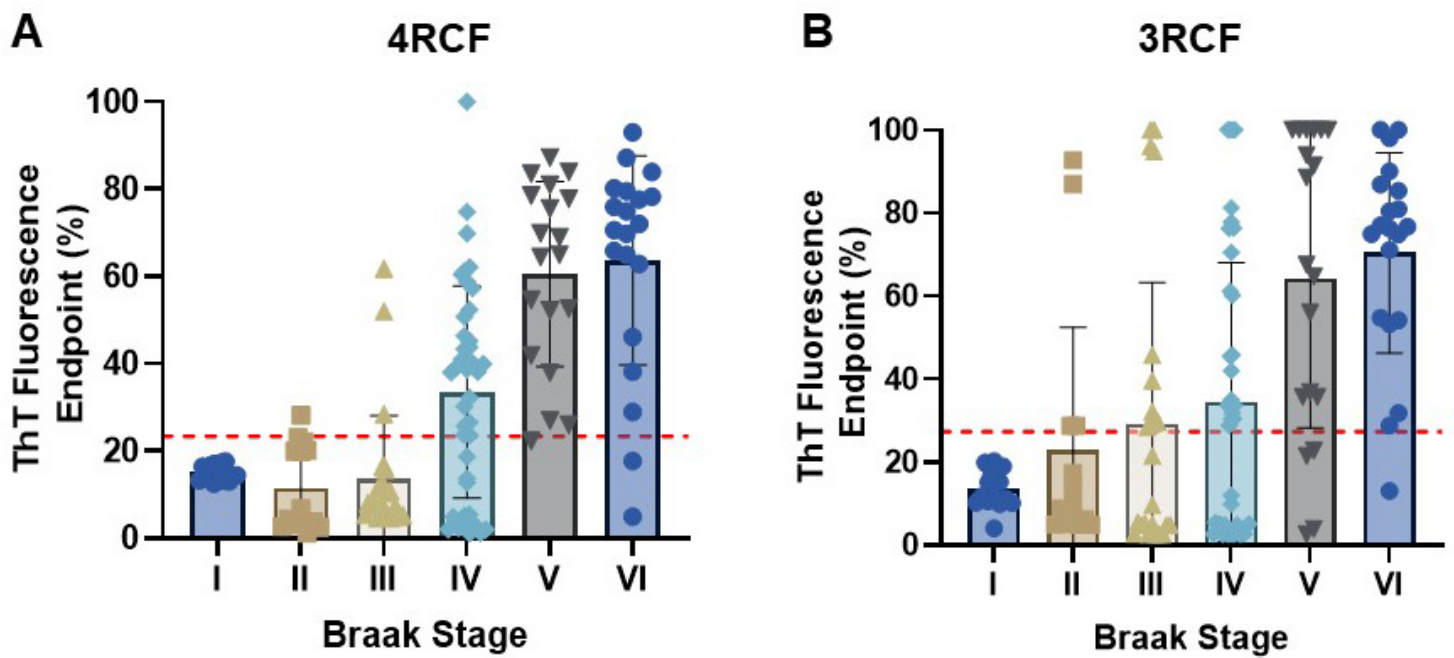 A
4RCF
ThT Fluorescence
Endpoint (%)
100
80
60
40
20
0
I II III IV V VI
Braak Stage
B
3RCF
ThT Fluorescence
Endpoint (%)
100
80
60
40
20
0
I II III IV V VI
Braak Stage